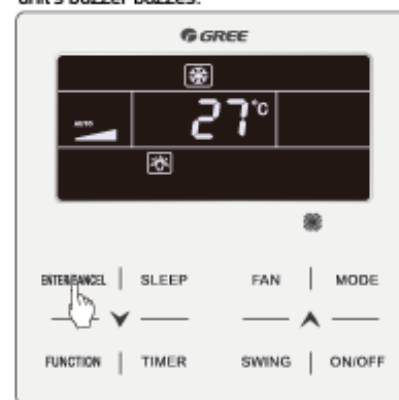 unit's buzzer buzzes.
GREE
AUTO
27°C
ENTER/CANCEL SLEEP FAN MODE
FUNCTION TIMER SWING ON/OFF